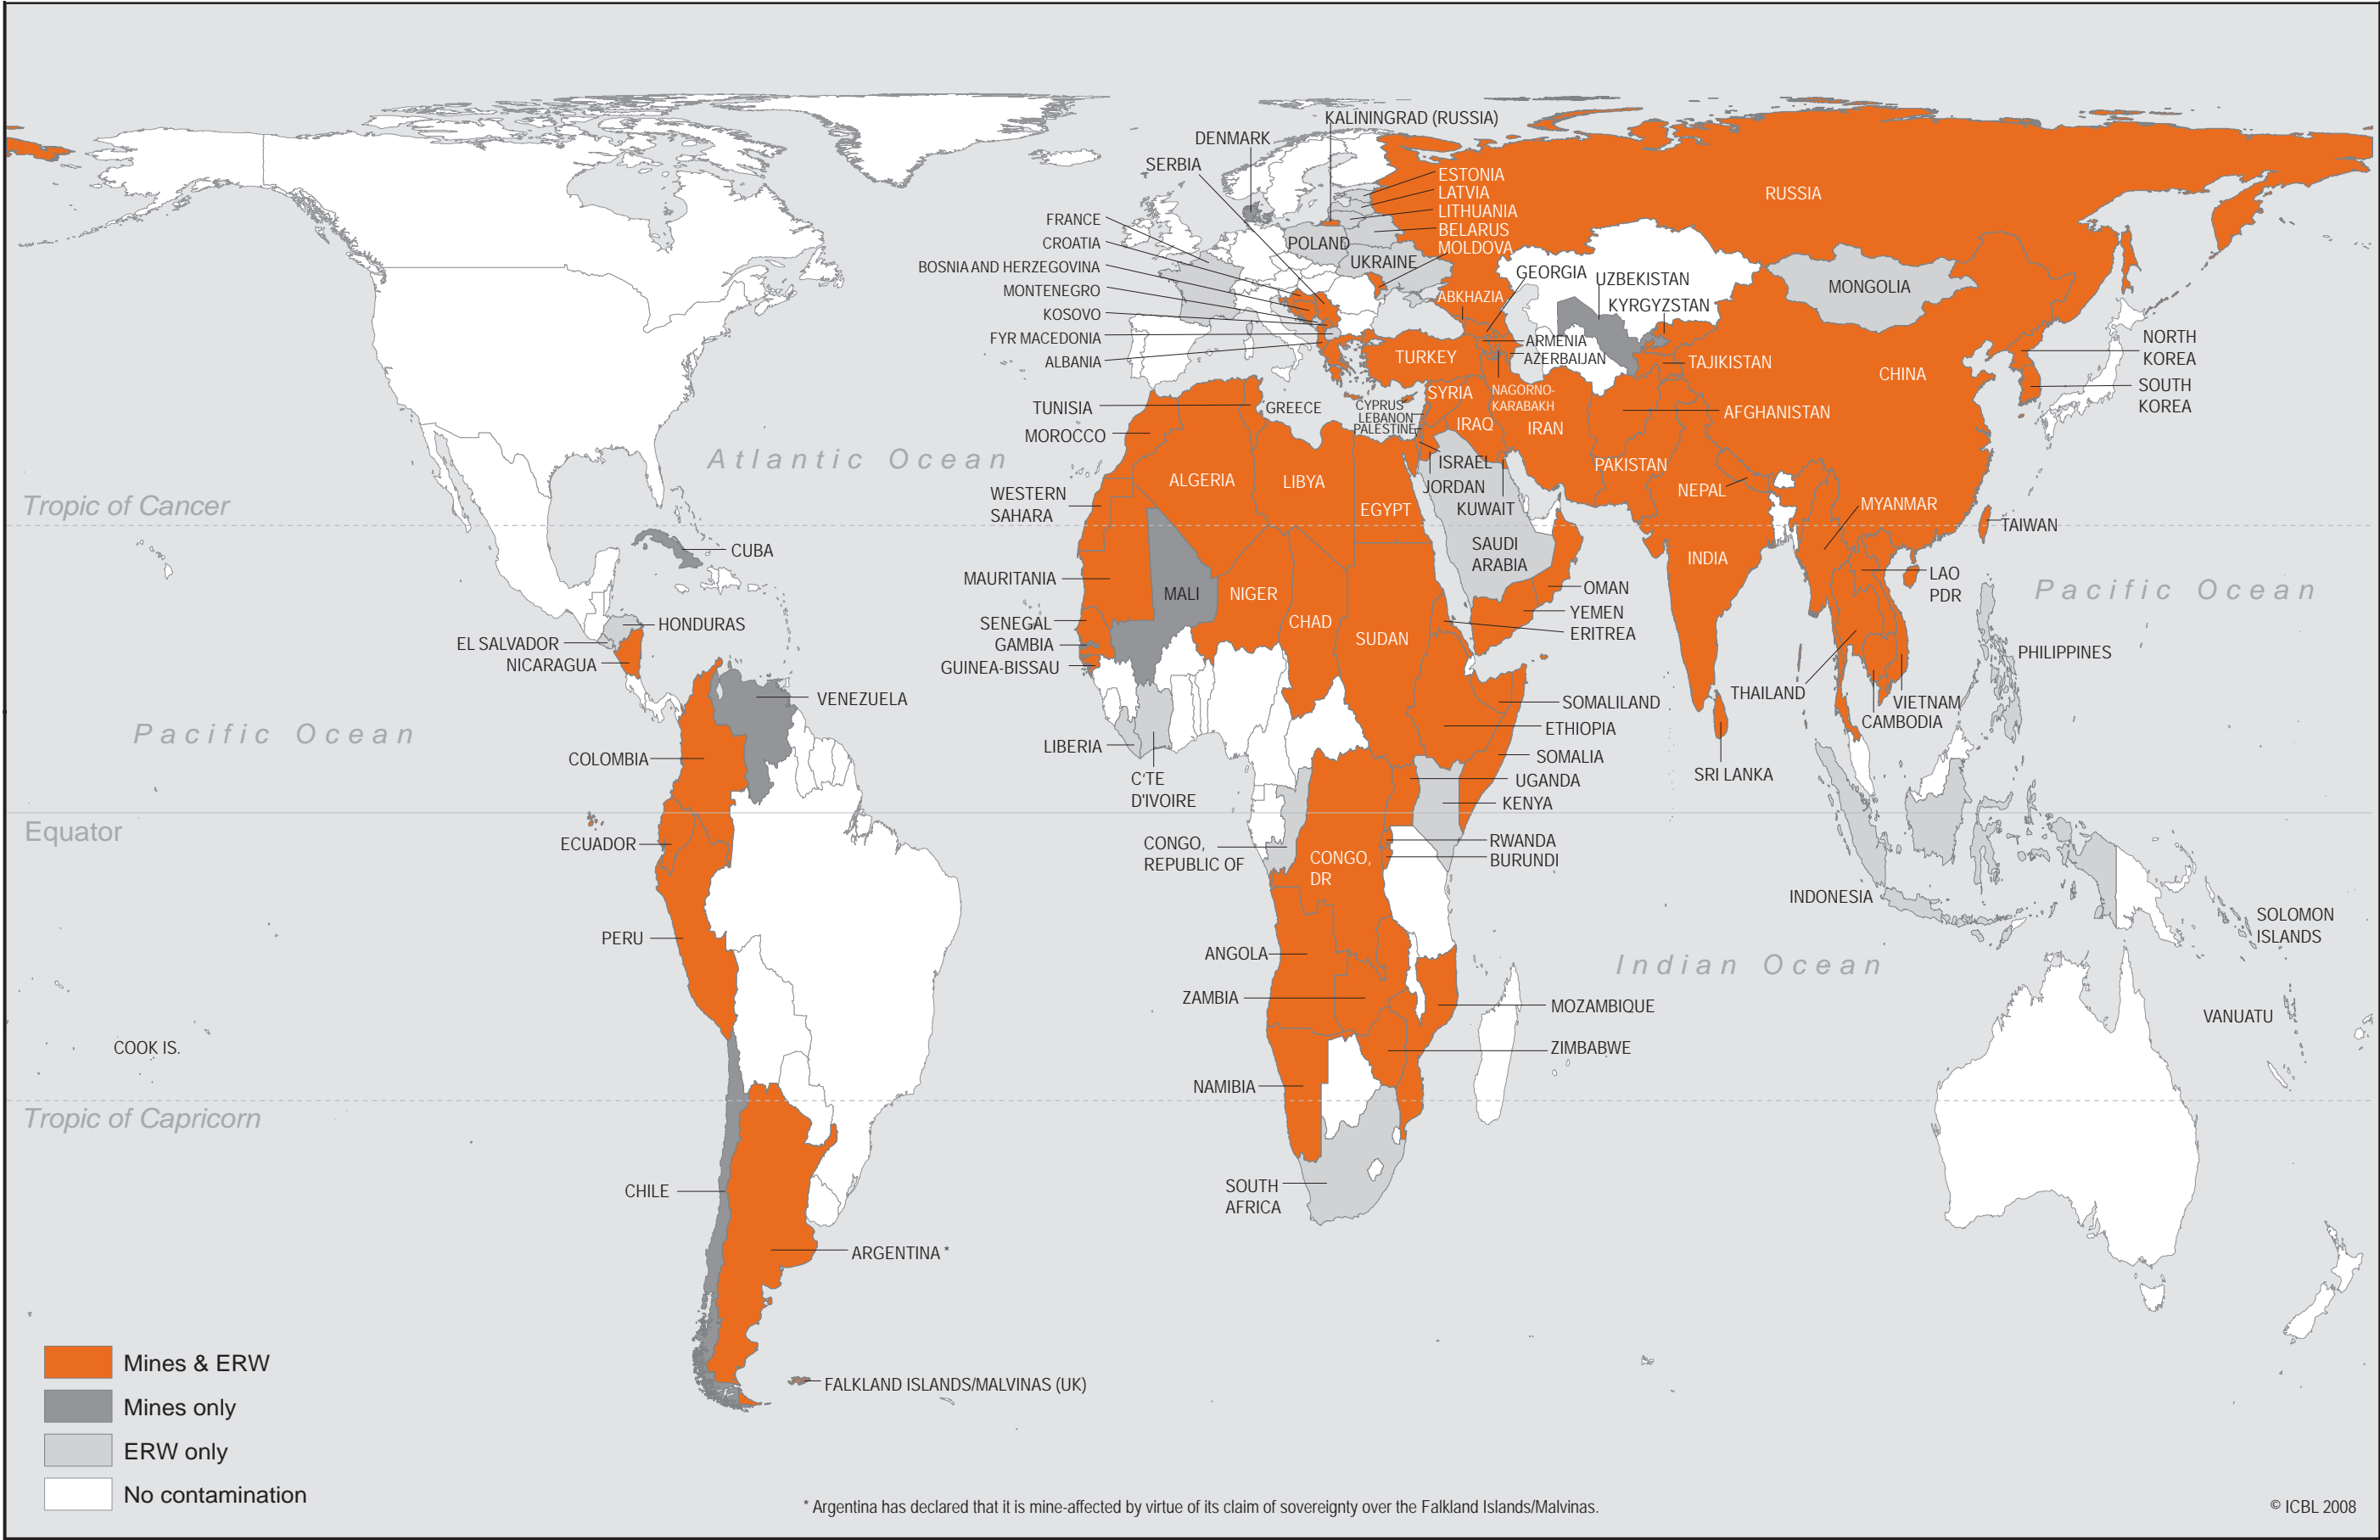 KALININGRAD (RUSSIA)
DENMARK
SERBIA
ESTONIA
LATVIA
LITHUANIA
BELARUS
MOLDOVA
RUSSIA
FRANCE
CROATIA
BOSNIA AND HERZEGOVINA
MONTENEGRO
KOSOVO
FYR MACEDONIA
ALBANIA
POLAND
UKRAINE
GEORGIA
UZBEKISTAN
KYRGYZSTAN
MONGOLIA
ABKHAZIA
ARMENIA
AZERBAIJAN
TURKEY
TAJIKISTAN
CHINA
NORTH
KOREA
SOUTH
KOREA
SYRIA
NAGORNO-
KARABAKH
AFGHANISTAN
TUNISIA
MOROCCO
GREECE
CYPRUS
LEBANON
PALESTINE
IRAQ
IRAN
Atlantic Ocean
ALGERIA
LIBYA
ISRAEL
JORDAN
KUWAIT
PAKISTAN
NEPAL
MYANMAR
WESTERN
SAHARA
EGYPT
Tropic of Cancer
TAIWAN
CUBA
SAUDI
ARABIA
INDIA
LAO
PDR
Pacific Ocean
MAURITANIA
MALI
NIGER
OMAN
YEMEN
ERITREA
HONDURAS
EL SALVADOR
NICARAGUA
SENEGAL
GAMBIA
GUINEA-BISSAU
CHAD
SUDAN
PHILIPPINES
VENEZUELA
SOMALILAND
ETHIOPIA
SOMALIA
UGANDA
KENYA
THAILAND
VIETNAM
CAMBODIA
SRI LANKA
Pacific Ocean
COLOMBIA
LIBERIA
C'TE
D'IVOIRE
Equator
ECUADOR
CONGO,
REPUBLIC OF
CONGO,
DR
RWANDA
BURUNDI
INDONESIA
SOLOMON
ISLANDS
PERU
ANGOLA
Indian Ocean
ZAMBIA
MOZAMBIQUE
VANUATU
COOK IS.
ZIMBABWE
NAMIBIA
Tropic of Capricorn
CHILE
SOUTH
AFRICA
ARGENTINA *
FALKLAND ISLANDS/MALVINAS (UK)
Mines & ERW
Mines only
ERW only
No contamination
* Argentina has declared that it is mine-affected by virtue of its claim of sovereignty over the Falkland Islands/Malvinas.
© ICBL 2008